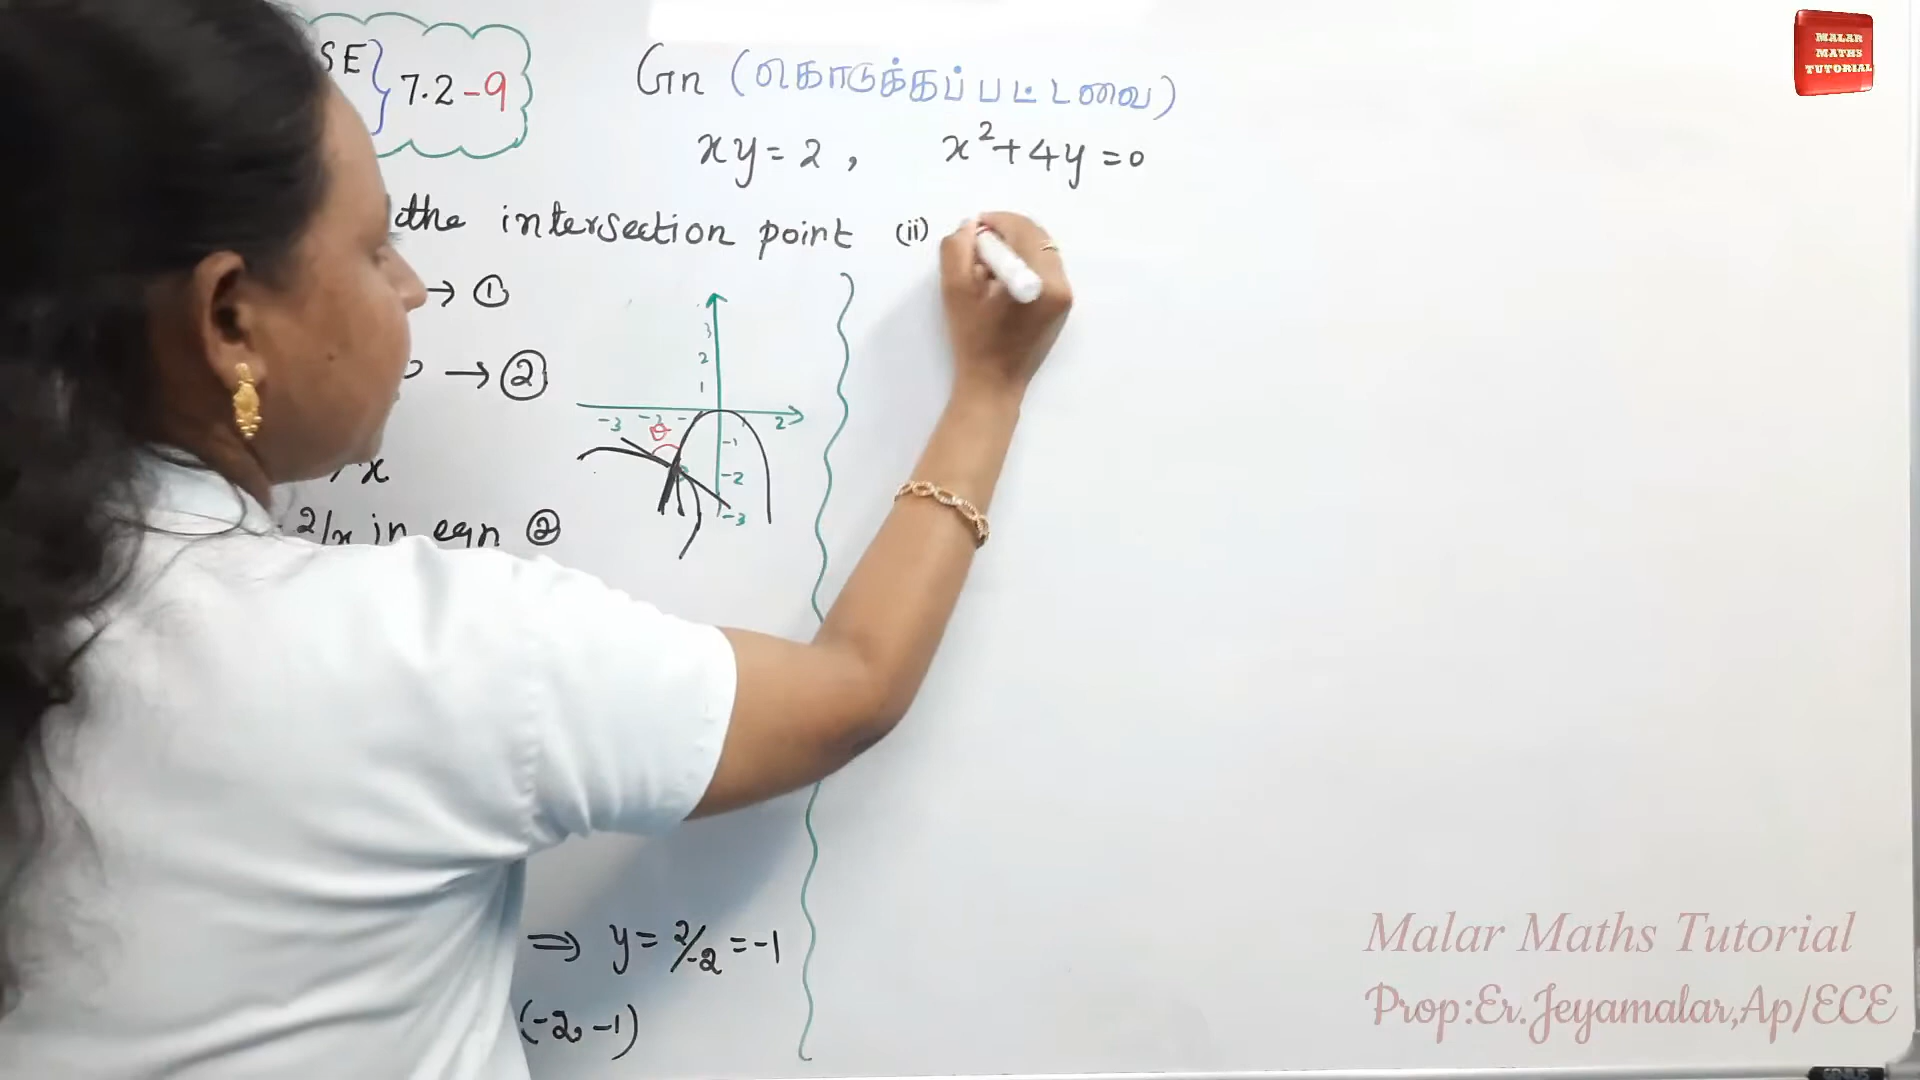 SE } 7.2-9
Gn (கொடுக்கப்பட்டவை)
xy = 2 , x²+4y = 0
the intersection point (ii)
→ ①
→ ②
3
2
1
-3 -2 - 2
θ
-1
-2
-3
/x
2/x in eqn ②
⇒ y = 2/-2 = -1
(-2, -1)
MALAR
MATHS
TUTORIAL
Malar Maths Tutorial
Prop:Er.Jeyamalar,Ap/ECE